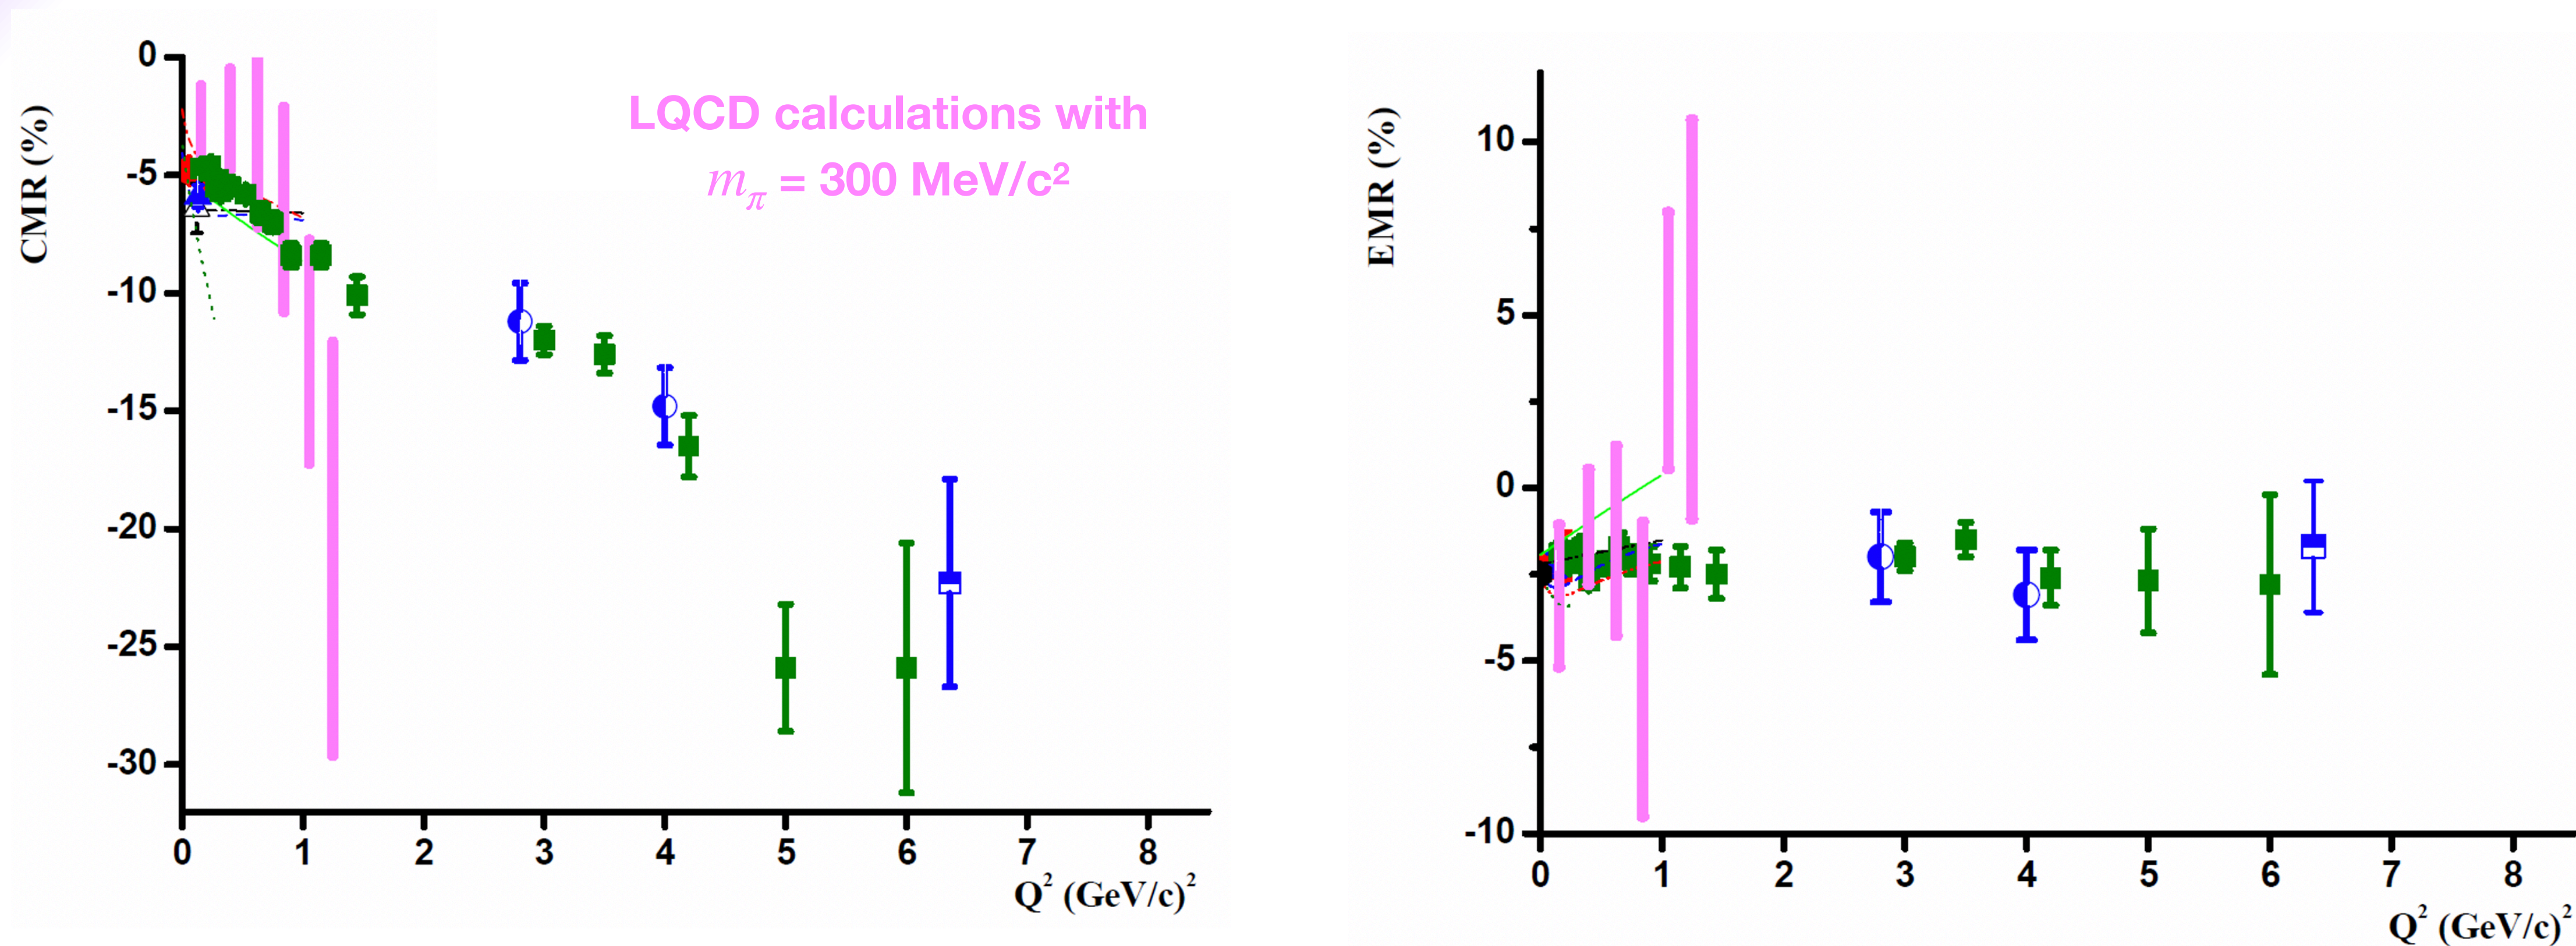 LQCD calculations with
mπ = 300 MeV/c²
CMR (%)
0
-5
-10
-15
-20
-25
-30
0 1 2 3 4 5 6 7 8
Q² (GeV/c)²
EMR (%)
10
5
0
-5
-10
0 1 2 3 4 5 6 7 8
Q² (GeV/c)²